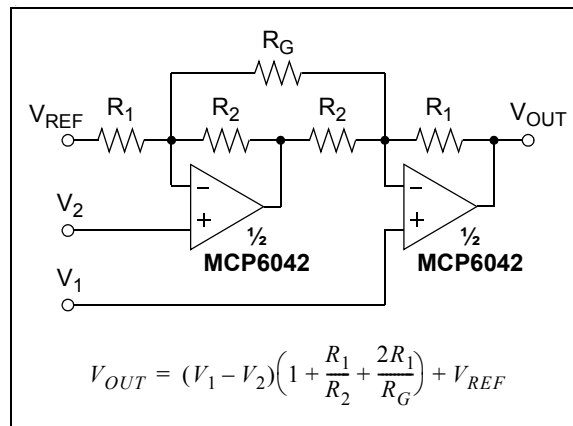 R_G
V_REF R_1 R_2 R_2 R_1 V_OUT
−
+
−
+
V_2
½
MCP6042
½
MCP6042
V_1
V_OUT = (V_1 − V_2)(1 + R_1/R_2 + 2R_1/R_G) + V_REF